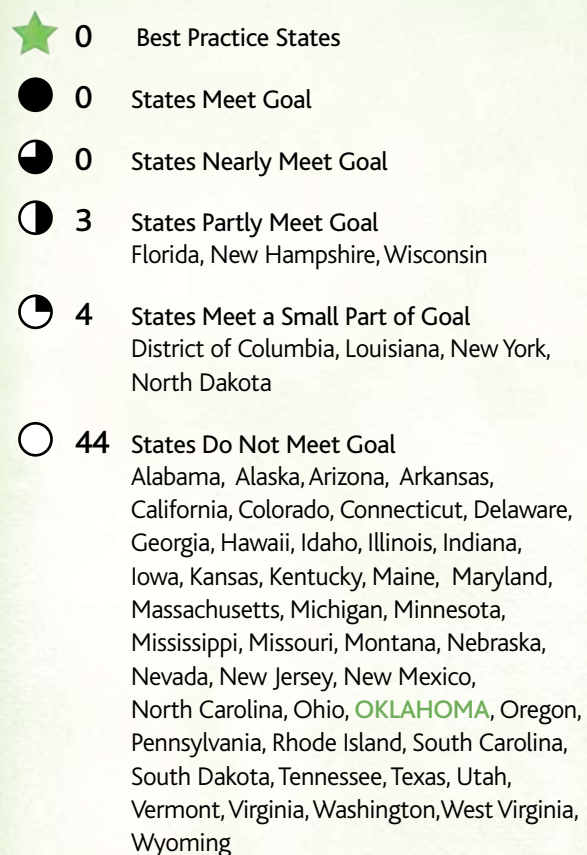 0 Best Practice States
0 States Meet Goal
0 States Nearly Meet Goal
3 States Partly Meet Goal
Florida, New Hampshire, Wisconsin
4 States Meet a Small Part of Goal
District of Columbia, Louisiana, New York,
North Dakota
44 States Do Not Meet Goal
Alabama, Alaska, Arizona, Arkansas,
California, Colorado, Connecticut, Delaware,
Georgia, Hawaii, Idaho, Illinois, Indiana,
Iowa, Kansas, Kentucky, Maine, Maryland,
Massachusetts, Michigan, Minnesota,
Mississippi, Missouri, Montana, Nebraska,
Nevada, New Jersey, New Mexico,
North Carolina, Ohio, OKLAHOMA, Oregon,
Pennsylvania, Rhode Island, South Carolina,
South Dakota, Tennessee, Texas, Utah,
Vermont, Virginia, Washington, West Virginia,
Wyoming